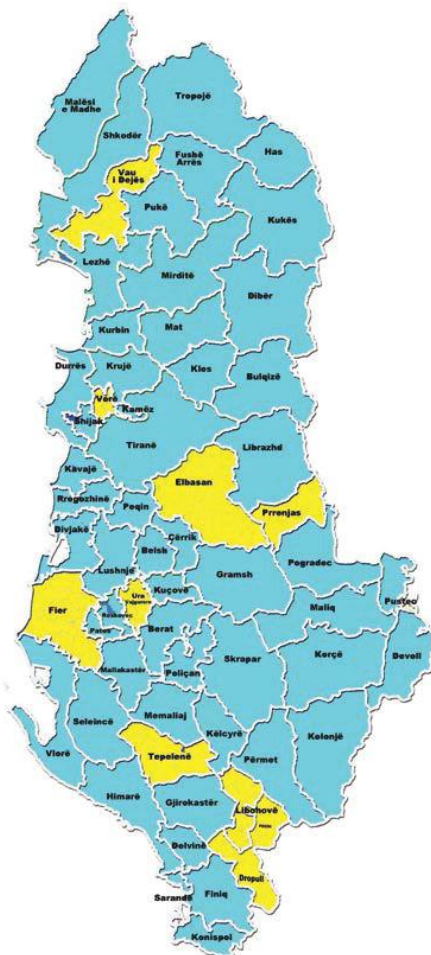 Malësi
e Madhe
Tropojë
Shkodër
Has
Fushë
Arrës
Vau
i Dejës
Pukë
Kukës
Lezhë
Mirditë
Dibër
Kurbin
Mat
Durrës
Krujë
Klos
Bulqizë
Vorë
Kamëz
Shijak
Tiranë
Librazhd
Kavajë
Elbasan
Rrogozhinë
Peqin
Prrenjas
Divjakë
Cërrik
Belsh
Pogradec
Lushnje
Gramsh
Kuçovë
Ura
Maliq
Pustec
Fier
Roskovec
Patos
Berat
Korçë
Skrapar
Devoll
Mallakastër
Poliçan
Memaliaj
Seleincë
Këlcyrë
Kolonjë
Vlorë
Tepelenë
Përmet
Himarë
Gjirokastër
Libohovë
Delvinë
Dropull
Sarandë
Finiq
Konispol